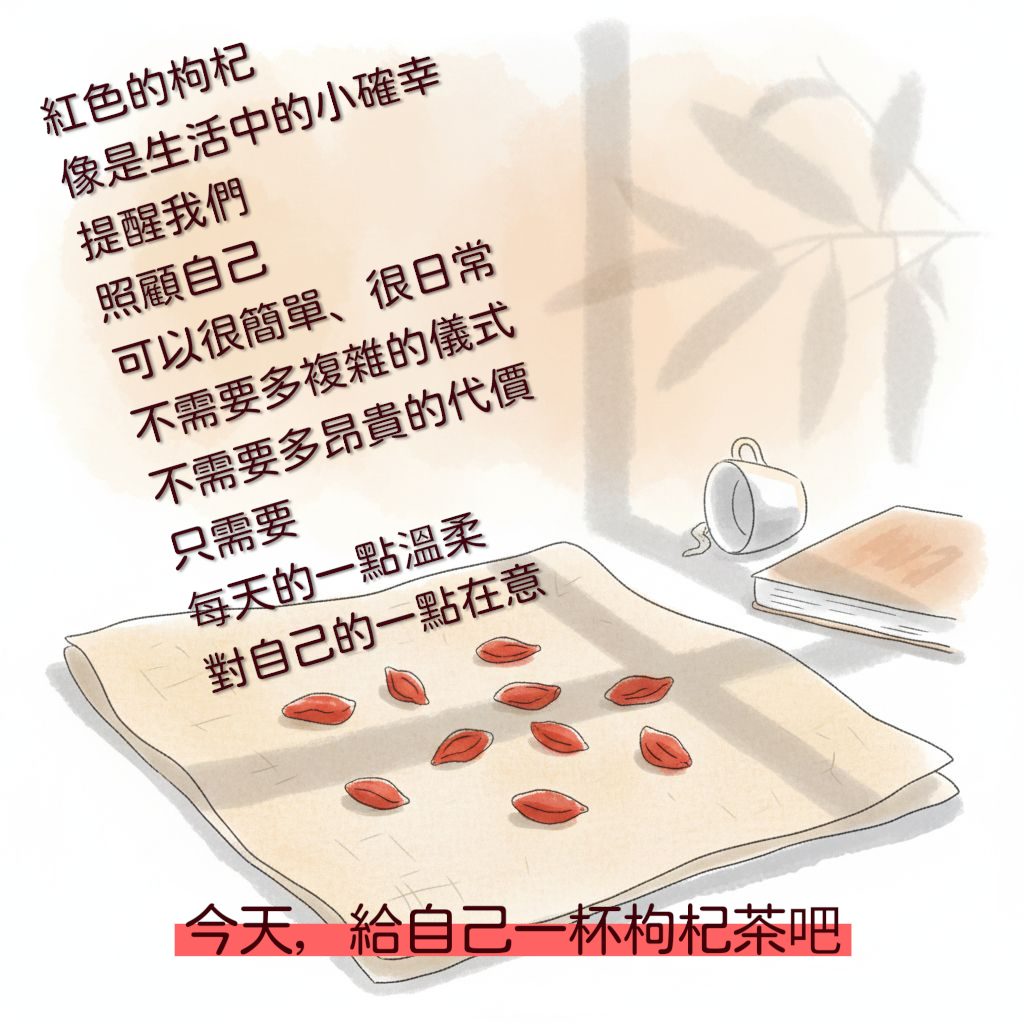 紅色的枸杞
像是生活中的小確幸
提醒我們
照顧自己
可以很簡單、很日常
不需要多複雜的儀式
不需要多昂貴的代價
只需要
每天的一點溫柔
對自己的一點在意
今天，給自己一杯枸杞茶吧